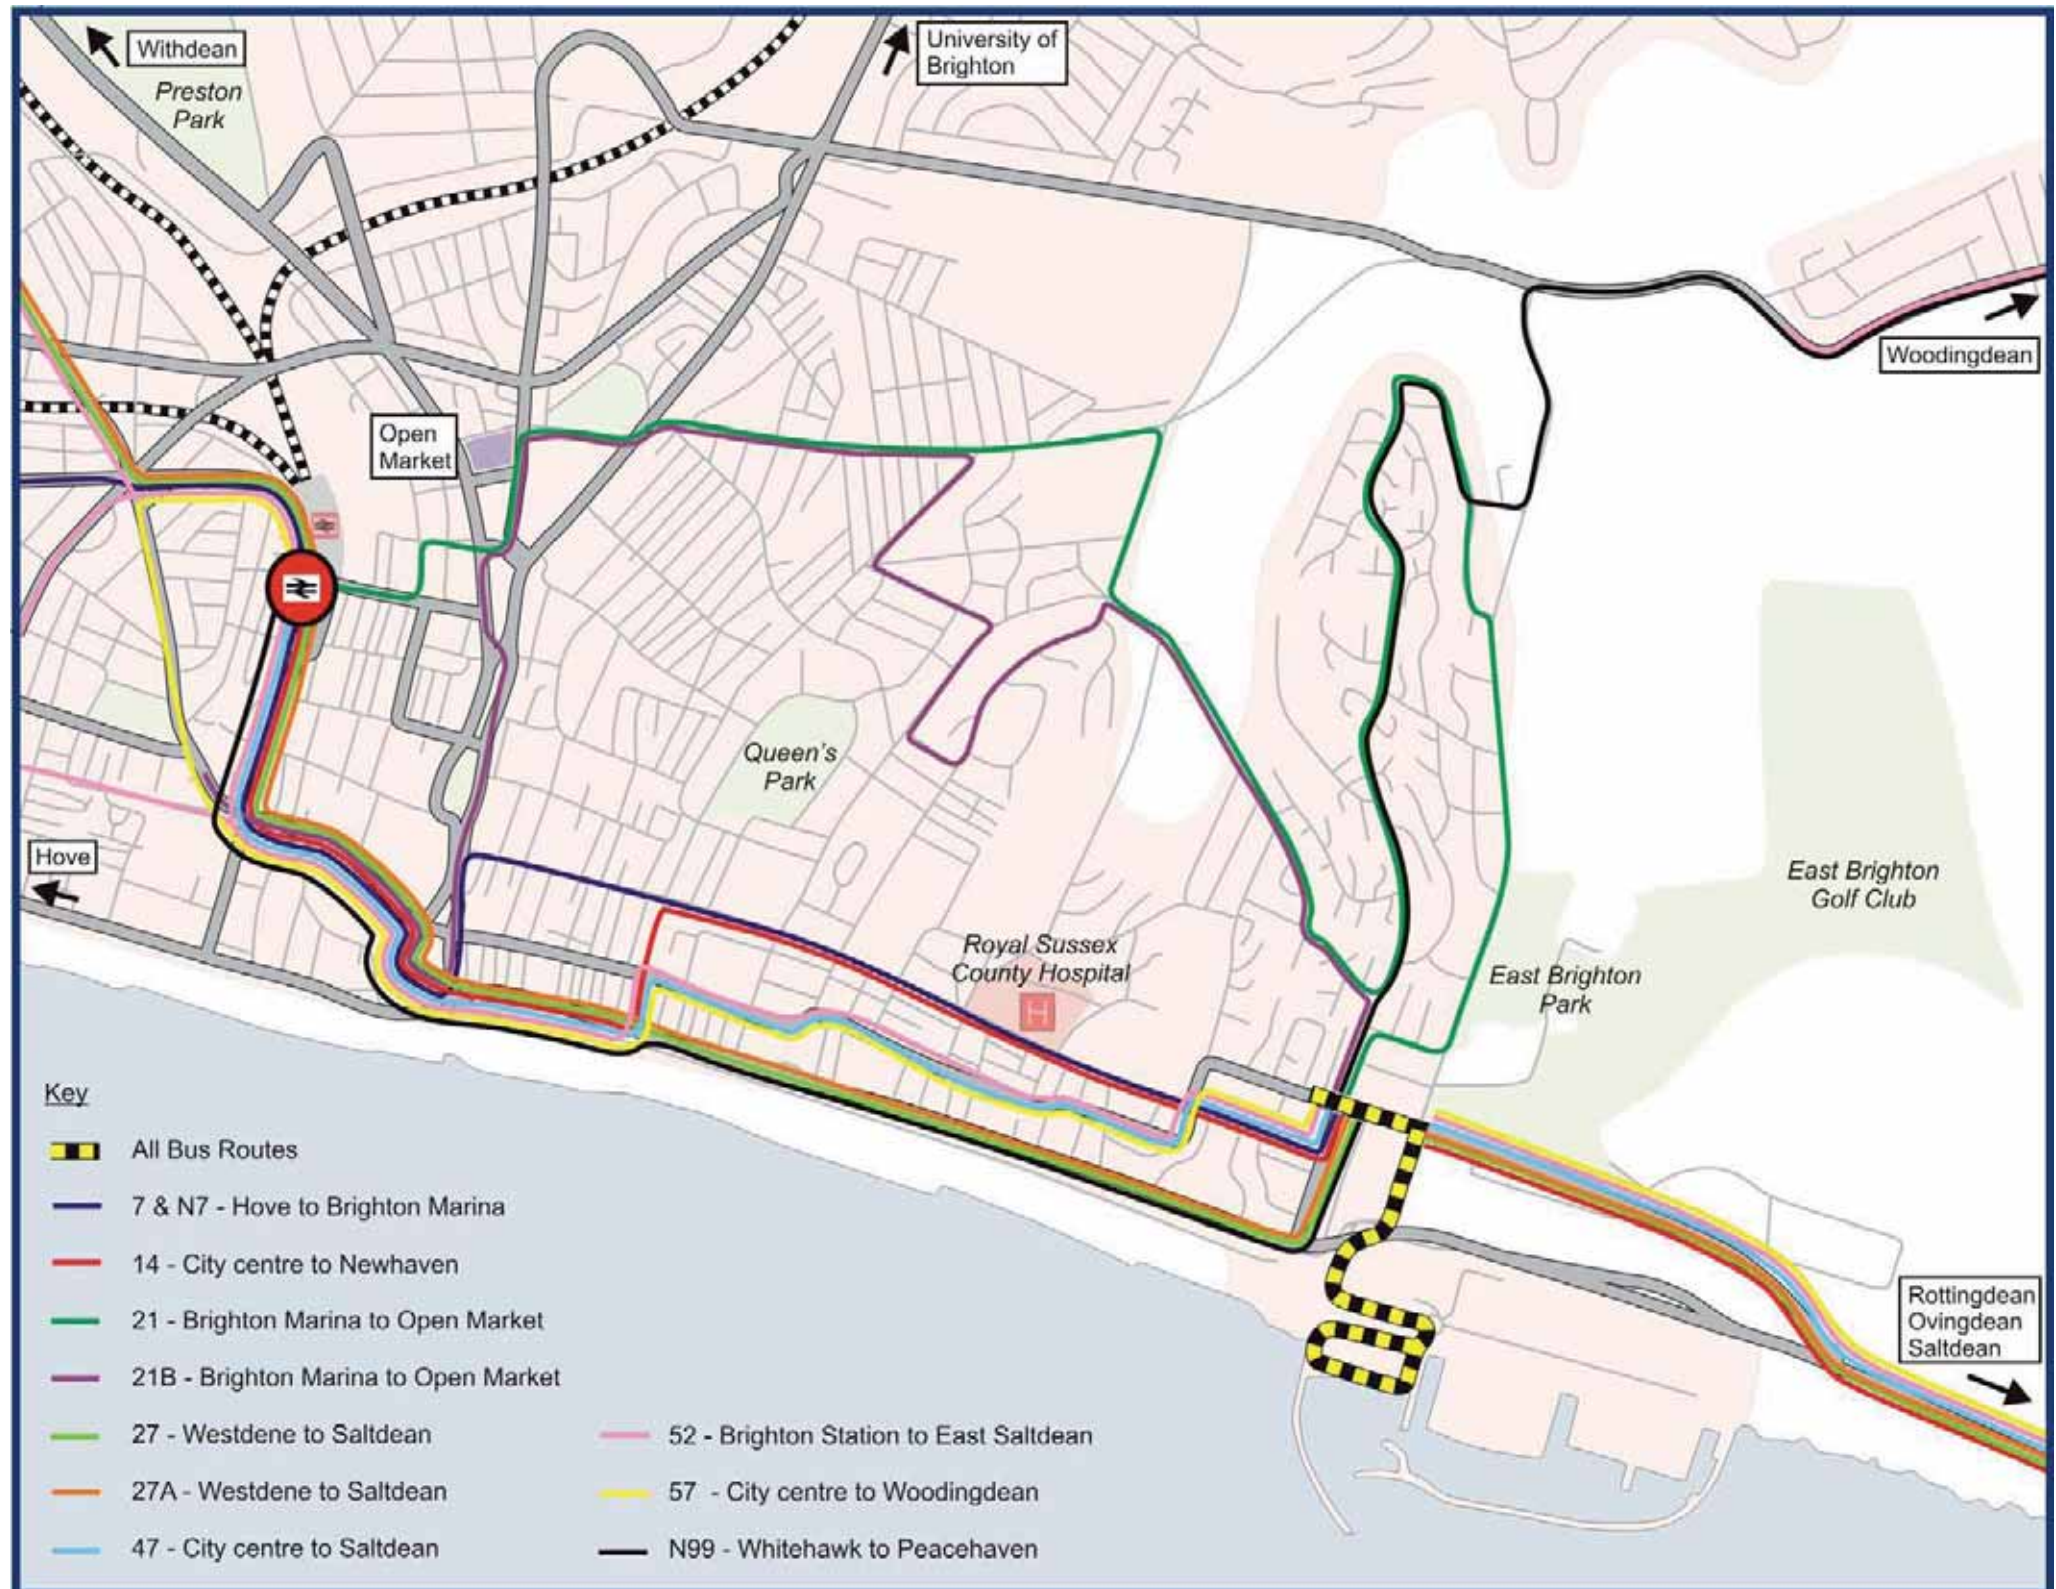 Withdean
Preston
Park
University of
Brighton
Woodingdean
Open
Market
Queen's
Park
Hove
East Brighton
Golf Club
Royal Sussex
County Hospital
H
East Brighton
Park
Rottingdean
Ovingdean
Saltdean
Key
All Bus Routes
7 & N7 - Hove to Brighton Marina
14 - City centre to Newhaven
21 - Brighton Marina to Open Market
21B - Brighton Marina to Open Market
27 - Westdene to Saltdean
27A - Westdene to Saltdean
47 - City centre to Saltdean
52 - Brighton Station to East Saltdean
57 - City centre to Woodingdean
N99 - Whitehawk to Peacehaven